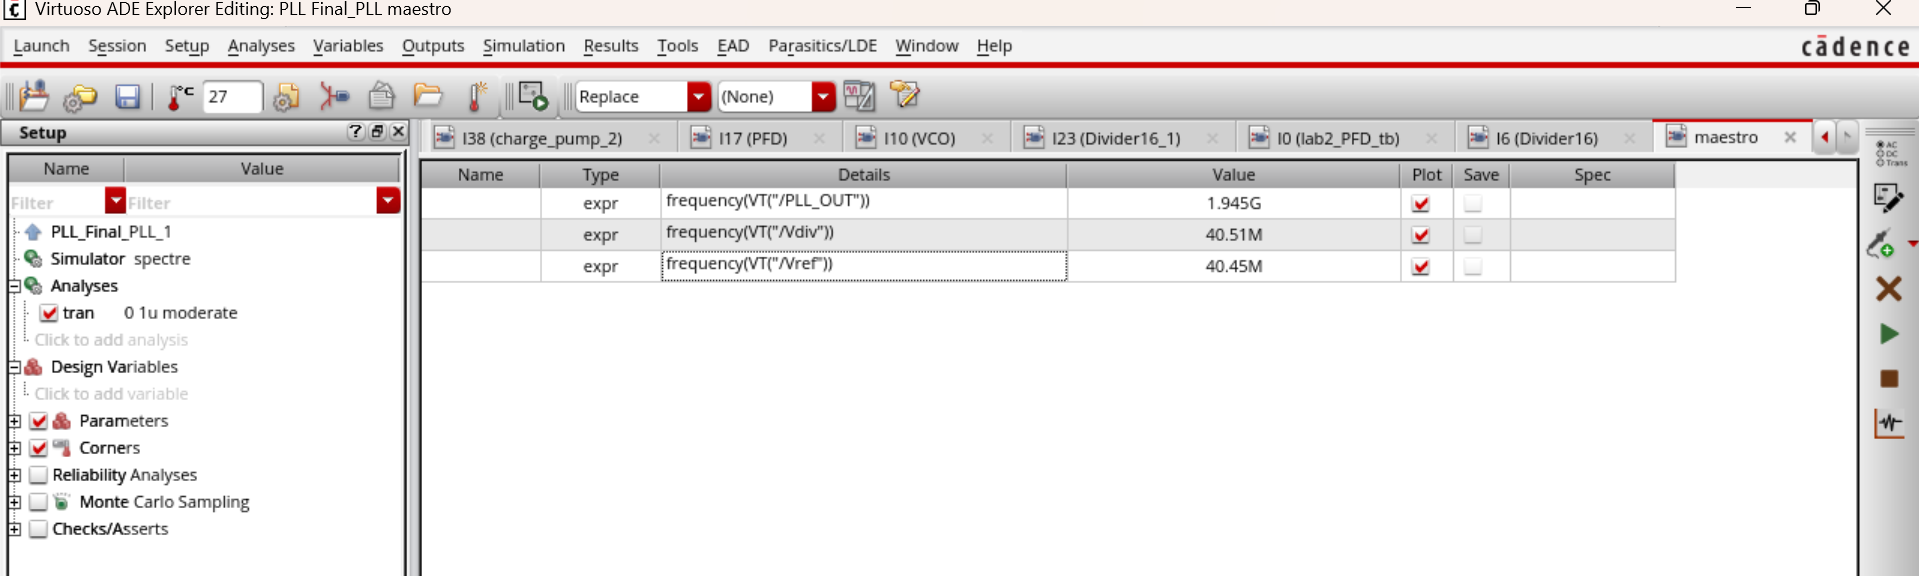 Virtuoso ADE Explorer Editing: PLL Final_PLL maestro
Launch Session Setup Analyses Variables Outputs Simulation Results Tools EAD Parasitics/LDE Window Help cādence
°C 27 Replace (None)
Setup
I38 (charge_pump_2) I17 (PFD) I10 (VCO) I23 (Divider16_1) I0 (lab2_PFD_tb) I6 (Divider16) maestro
Name Value
Name Type Details Value Plot Save Spec
AC
DC
Trans
Filter Filter
expr frequency(VT("/PLL_OUT")) 1.945G
expr frequency(VT("/Vdiv")) 40.51M
expr frequency(VT("/Vref")) 40.45M
PLL_Final_PLL_1
Simulator spectre
Analyses
tran 0 1u moderate
Click to add analysis
Design Variables
Click to add variable
Parameters
Corners
Reliability Analyses
Monte Carlo Sampling
Checks/Asserts